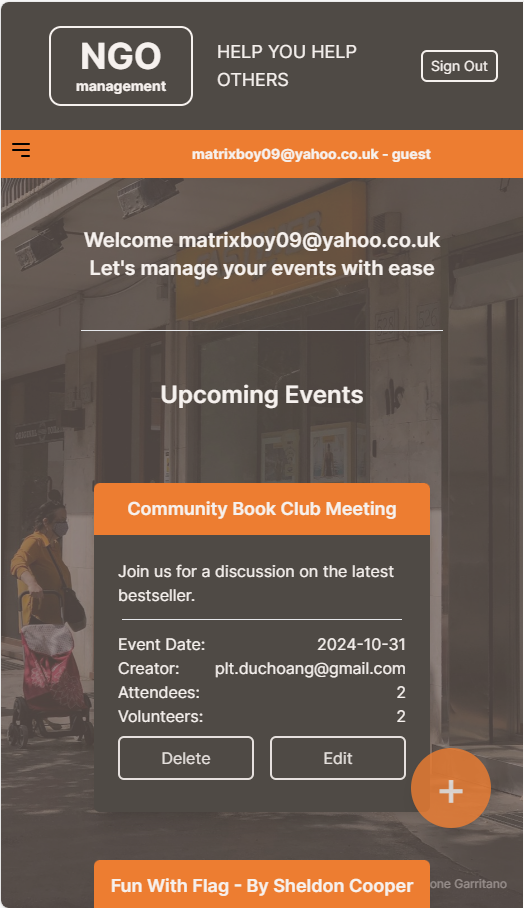 NGO
management
HELP YOU HELP
OTHERS
Sign Out
matrixboy09@yahoo.co.uk - guest
Welcome matrixboy09@yahoo.co.uk
Let's manage your events with ease
Upcoming Events
Community Book Club Meeting
Join us for a discussion on the latest
bestseller.
Event Date: 2024-10-31
Creator: plt.duchoang@gmail.com
Attendees: 2
Volunteers: 2
Delete Edit
+
Fun With Flag - By Sheldon Cooper
Garritano